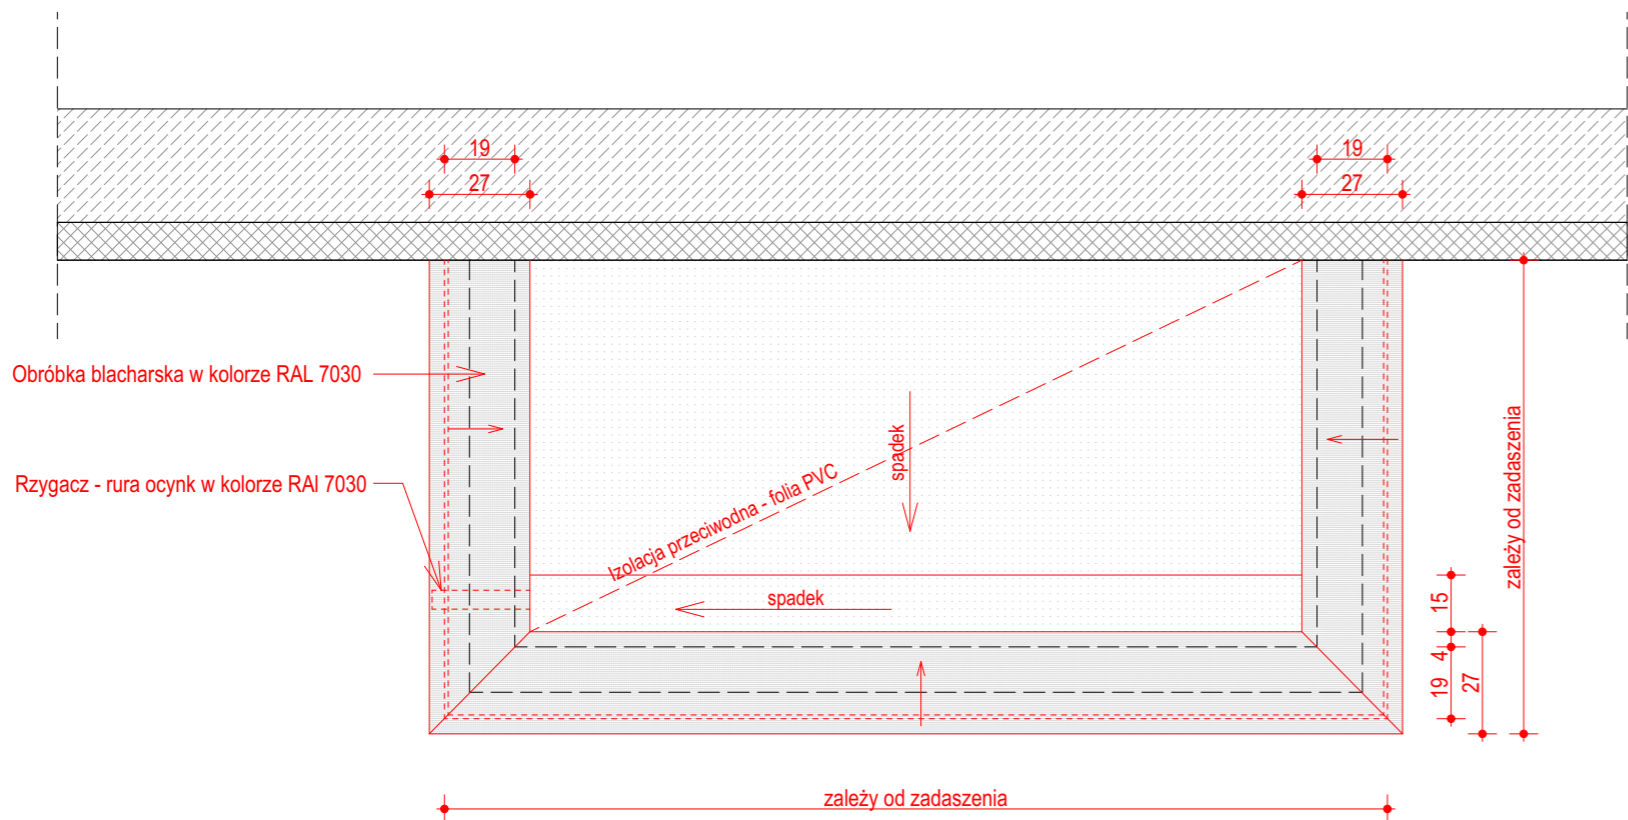 19
19
27
27
Obróbka blacharska w kolorze RAL 7030
Rzygacz - rura ocynk w kolorze RAl 7030
Izolacja przeciwwodna - folia PVC
spadek
spadek
zależy od zadaszenia
15
4
19
27
zależy od zadaszenia